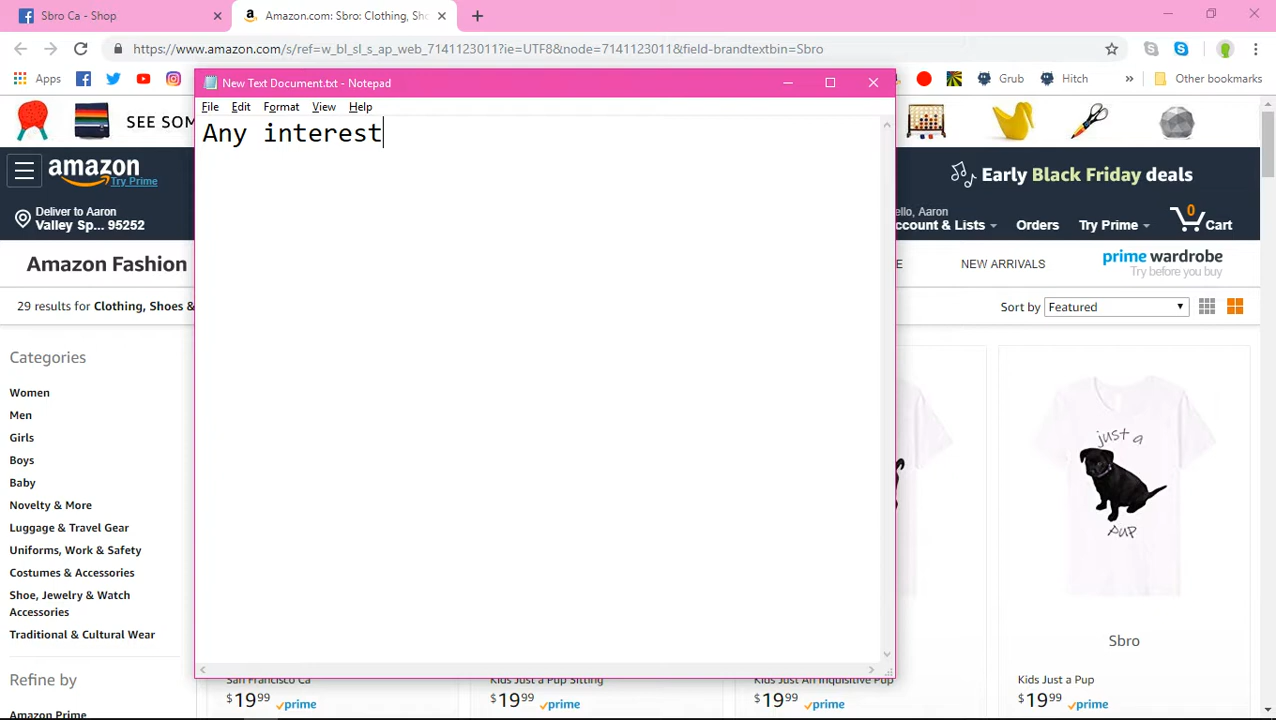 Sbro Ca - Shop
Amazon.com: Sbro: Clothing, Sho
https://www.amazon.com/s/ref=w_bl_sl_s_ap_web_7141123011?ie=UTF8&node=7141123011&field-brandtextbin=Sbro
Apps
Grub
Hitch
»
Other bookmarks
New Text Document.txt - Notepad
File Edit Format View Help
Any interest
SEE SOM
amazon
Try Prime
Early Black Friday deals
Deliver to Aaron
Valley Sp... 95252
ello, Aaron
ccount & Lists
Orders
Try Prime
0
Cart
Amazon Fashion
E
NEW ARRIVALS
prime wardrobe
Try before you buy
29 results for Clothing, Shoes &
Sort by Featured
Categories
Women
Men
Girls
Boys
Baby
Novelty & More
Luggage & Travel Gear
Uniforms, Work & Safety
Costumes & Accessories
Shoe, Jewelry & Watch
Accessories
Traditional & Cultural Wear
Refine by
Amazon Prime
just a
pup
Sbro
San Francisco Ca
$19.99 prime
Kids Just a Pup Sitting
$19.99 prime
Kids Just An Inquisitive Pup
$19.99 prime
Kids Just a Pup
$19.99 prime